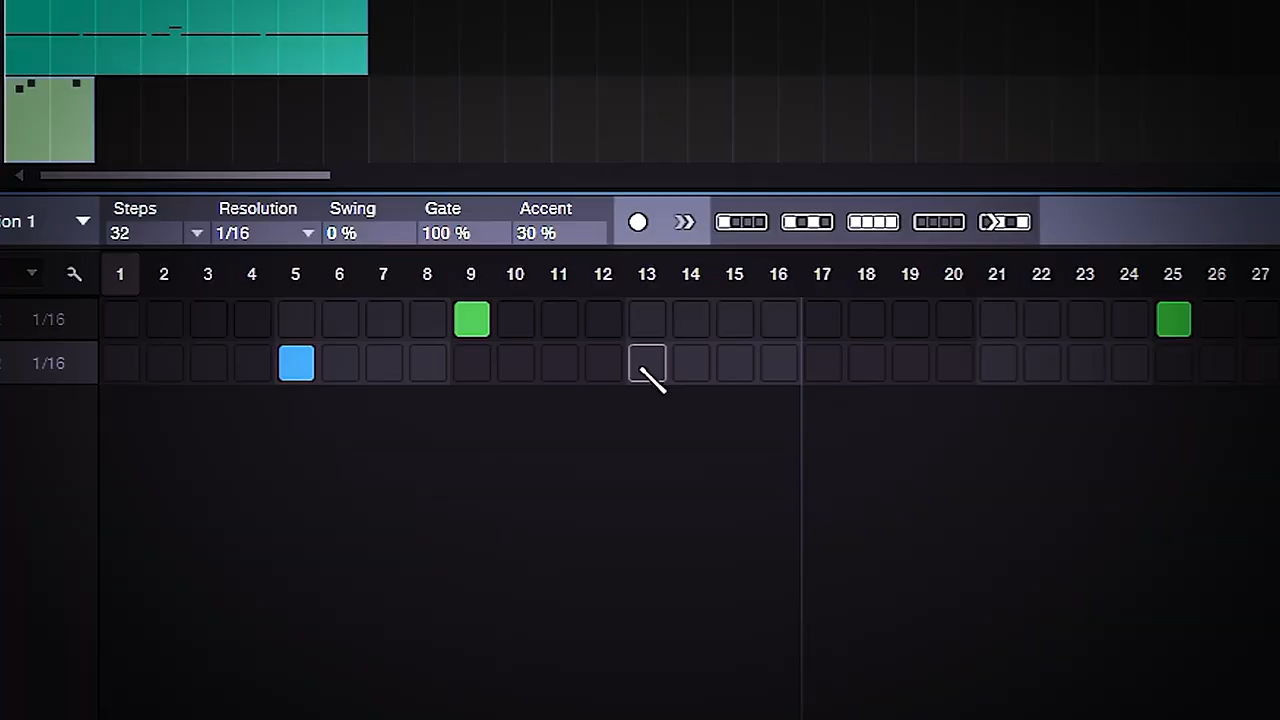 on 1
Steps Resolution Swing Gate Accent
32 1/16 0 % 100 % 30 %
1 2 3 4 5 6 7 8 9 10 11 12 13 14 15 16 17 18 19 20 21 22 23 24 25 26 27
1/16
1/16